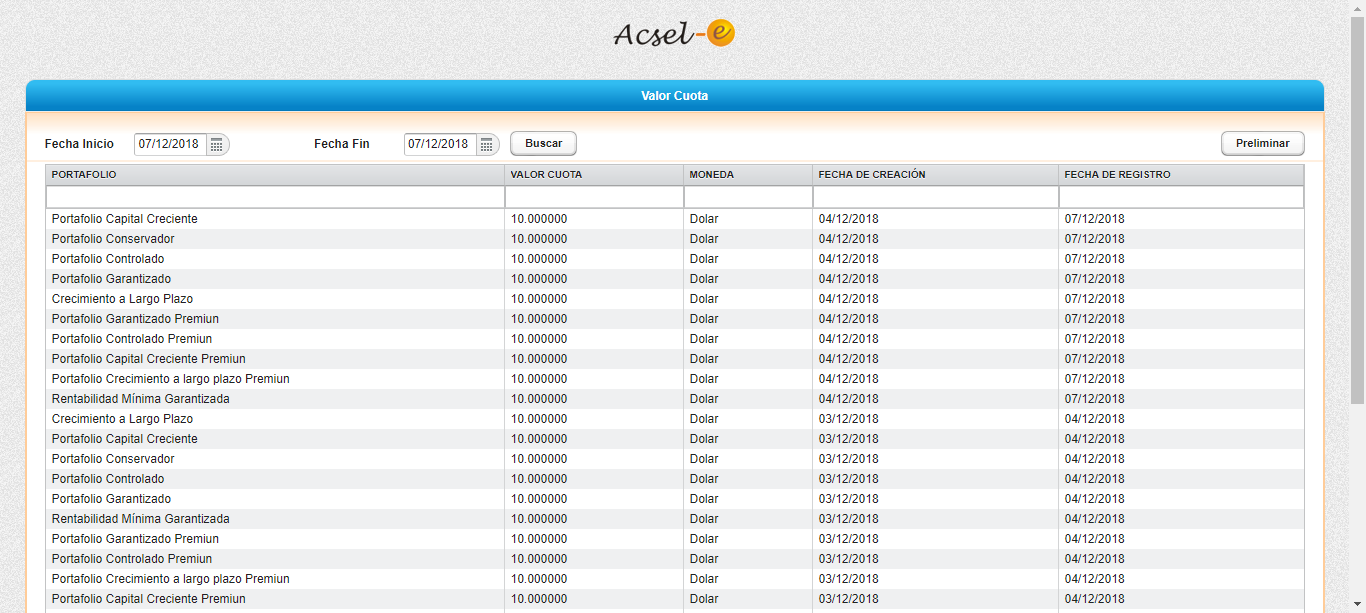 Acsel-e
Valor Cuota
Fecha Inicio 07/12/2018 Fecha Fin 07/12/2018 Buscar Preliminar
PORTAFOLIO VALOR CUOTA MONEDA FECHA DE CREACIÓN FECHA DE REGISTRO
Portafolio Capital Creciente 10.000000 Dolar 04/12/2018 07/12/2018
Portafolio Conservador 10.000000 Dolar 04/12/2018 07/12/2018
Portafolio Controlado 10.000000 Dolar 04/12/2018 07/12/2018
Portafolio Garantizado 10.000000 Dolar 04/12/2018 07/12/2018
Crecimiento a Largo Plazo 10.000000 Dolar 04/12/2018 07/12/2018
Portafolio Garantizado Premiun 10.000000 Dolar 04/12/2018 07/12/2018
Portafolio Controlado Premiun 10.000000 Dolar 04/12/2018 07/12/2018
Portafolio Capital Creciente Premiun 10.000000 Dolar 04/12/2018 07/12/2018
Portafolio Crecimiento a largo plazo Premiun 10.000000 Dolar 04/12/2018 07/12/2018
Rentabilidad Mínima Garantizada 10.000000 Dolar 04/12/2018 07/12/2018
Crecimiento a Largo Plazo 10.000000 Dolar 03/12/2018 04/12/2018
Portafolio Capital Creciente 10.000000 Dolar 03/12/2018 04/12/2018
Portafolio Conservador 10.000000 Dolar 03/12/2018 04/12/2018
Portafolio Controlado 10.000000 Dolar 03/12/2018 04/12/2018
Portafolio Garantizado 10.000000 Dolar 03/12/2018 04/12/2018
Rentabilidad Mínima Garantizada 10.000000 Dolar 03/12/2018 04/12/2018
Portafolio Garantizado Premiun 10.000000 Dolar 03/12/2018 04/12/2018
Portafolio Controlado Premiun 10.000000 Dolar 03/12/2018 04/12/2018
Portafolio Crecimiento a largo plazo Premiun 10.000000 Dolar 03/12/2018 04/12/2018
Portafolio Capital Creciente Premiun 10.000000 Dolar 03/12/2018 04/12/2018